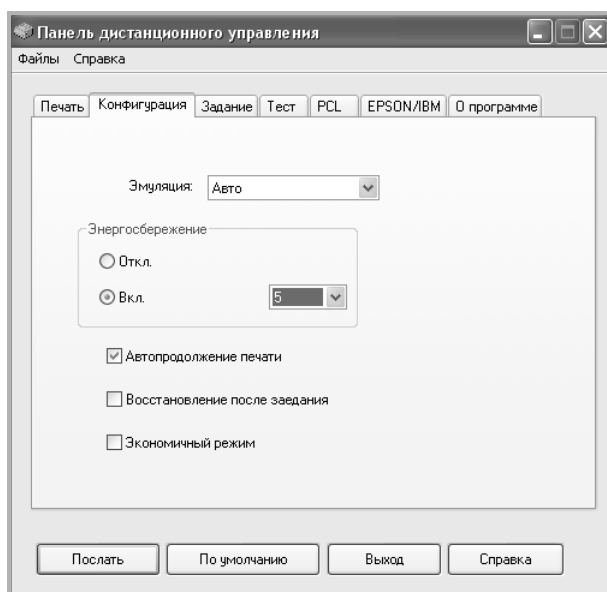 Панель дистанционного управления
Файлы Справка
Печать Конфигурация Задание Тест PCL EPSON/IBM О программе
Эмуляция: Авто
Энергосбережение
Откл.
Вкл. 5
Автопродолжение печати
Восстановление после заедания
Экономичный режим
Послать По умолчанию Выход Справка